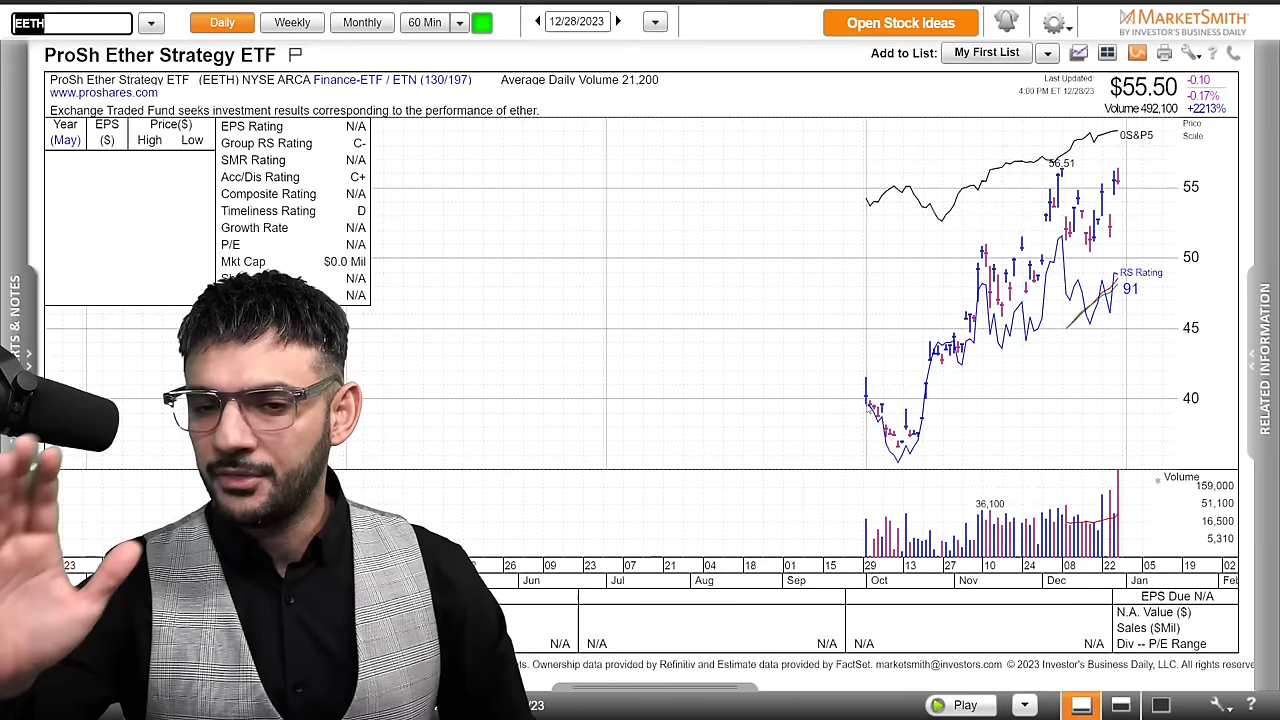 EETH
Daily
Weekly
Monthly
60 Min
12/28/2023
Open Stock Ideas
MARKETSMITH
BY INVESTOR'S BUSINESS DAILY
ProSh Ether Strategy ETF
Add to List:
My First List
ProSh Ether Strategy ETF (EETH) NYSE ARCA Finance-ETF / ETN (130/197) Average Daily Volume 21,200
www.proshares.com
Exchange Traded Fund seeks investment results corresponding to the performance of ether.
Last Updated
4:00 PM ET 12/28/23
$55.50
-0.10
-0.17%
Volume 492,100
+2213%
Year
(May)
EPS
($)
Price($)
High Low
EPS Rating N/A
Group RS Rating C-
SMR Rating N/A
Acc/Dis Rating C+
Composite Rating N/A
Timeliness Rating D
Growth Rate N/A
P/E N/A
Mkt Cap $0.0 Mil
N/A
N/A
Price
Scale
0S&P5
56.51
55
50
RS Rating
91
45
40
Volume
159,000
51,100
16,500
5,310
36,100
23
26 09 23 07 21 04 18 01 15 29 13 27 10 24 08 22 05 19 02
Jun Jul Aug Sep Oct Nov Dec Jan Feb
EPS Due N/A
N.A. Value ($)
Sales ($Mil)
Div -- P/E Range
N/A N/A N/A N/A N/A
Ownership data provided by Refinitiv and Estimate data provided by FactSet. marketsmith@investors.com © 2023 Investor's Business Daily, LLC. All rights reserve
/23
Play
RELATED INFORMATION
RTS & NOTES